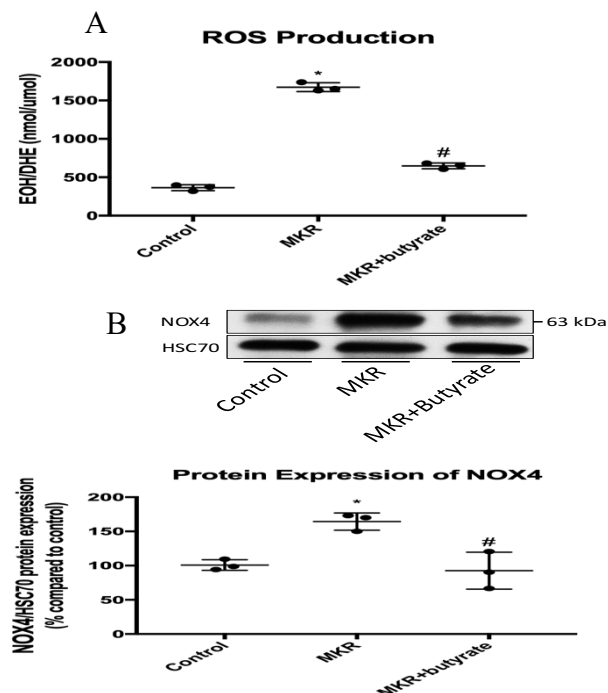 A
ROS Production
EOH/DHE (nmol/umol)
2000
1500
1000
500
0
*
#
Control
MKR
MKR+butyrate
B
NOX4
63 kDa
HSC70
Control
MKR
MKR+Butyrate
Protein Expression of NOX4
NOX4/HSC70 protein expression
(% compared to control)
200
150
100
50
0
*
#
Control
MKR
MKR+butyrate